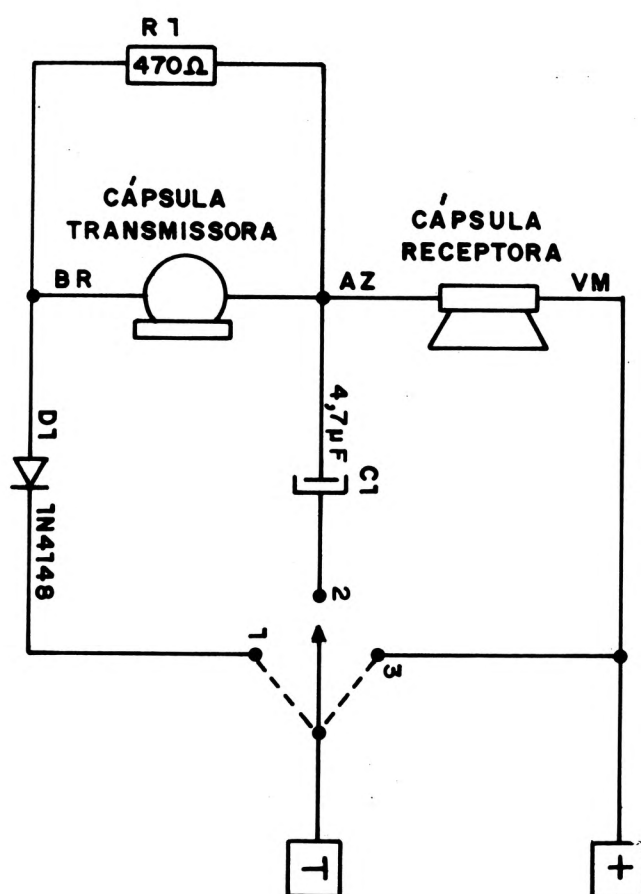 R1
470Ω
CÁPSULA
TRANSMISSORA
CÁPSULA
RECEPTORA
BR
AZ
VM
4,7µF
C1
D1
1N4148
2
1
3
T
+